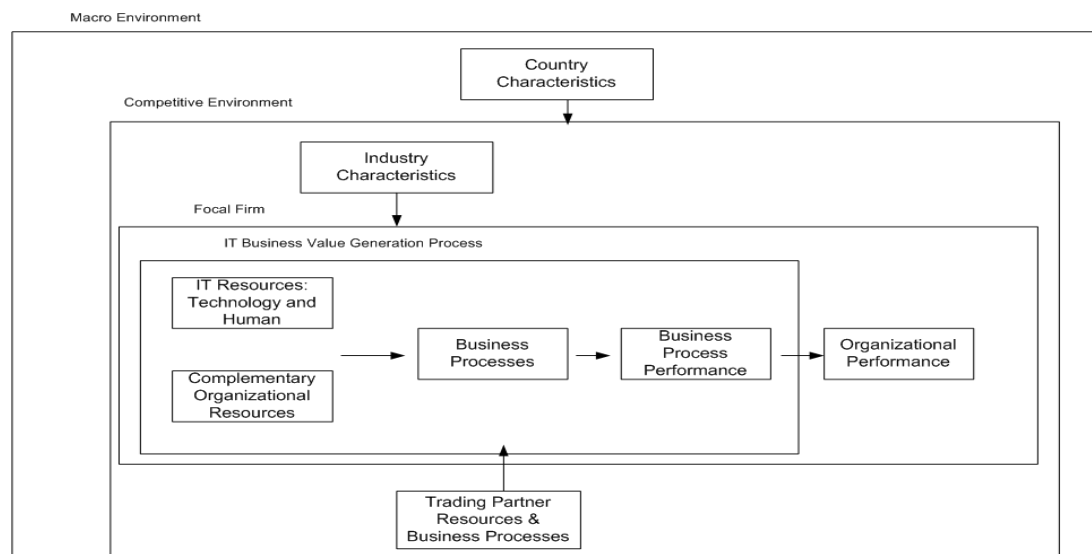 Macro Environment
Country
Characteristics
Competitive Environment
Industry
Characteristics
Focal Firm
IT Business Value Generation Process
IT Resources:
Technology and
Human
Business
Processes
Business
Process
Performance
Organizational
Performance
Complementary
Organizational
Resources
Trading Partner
Resources &
Business Processes